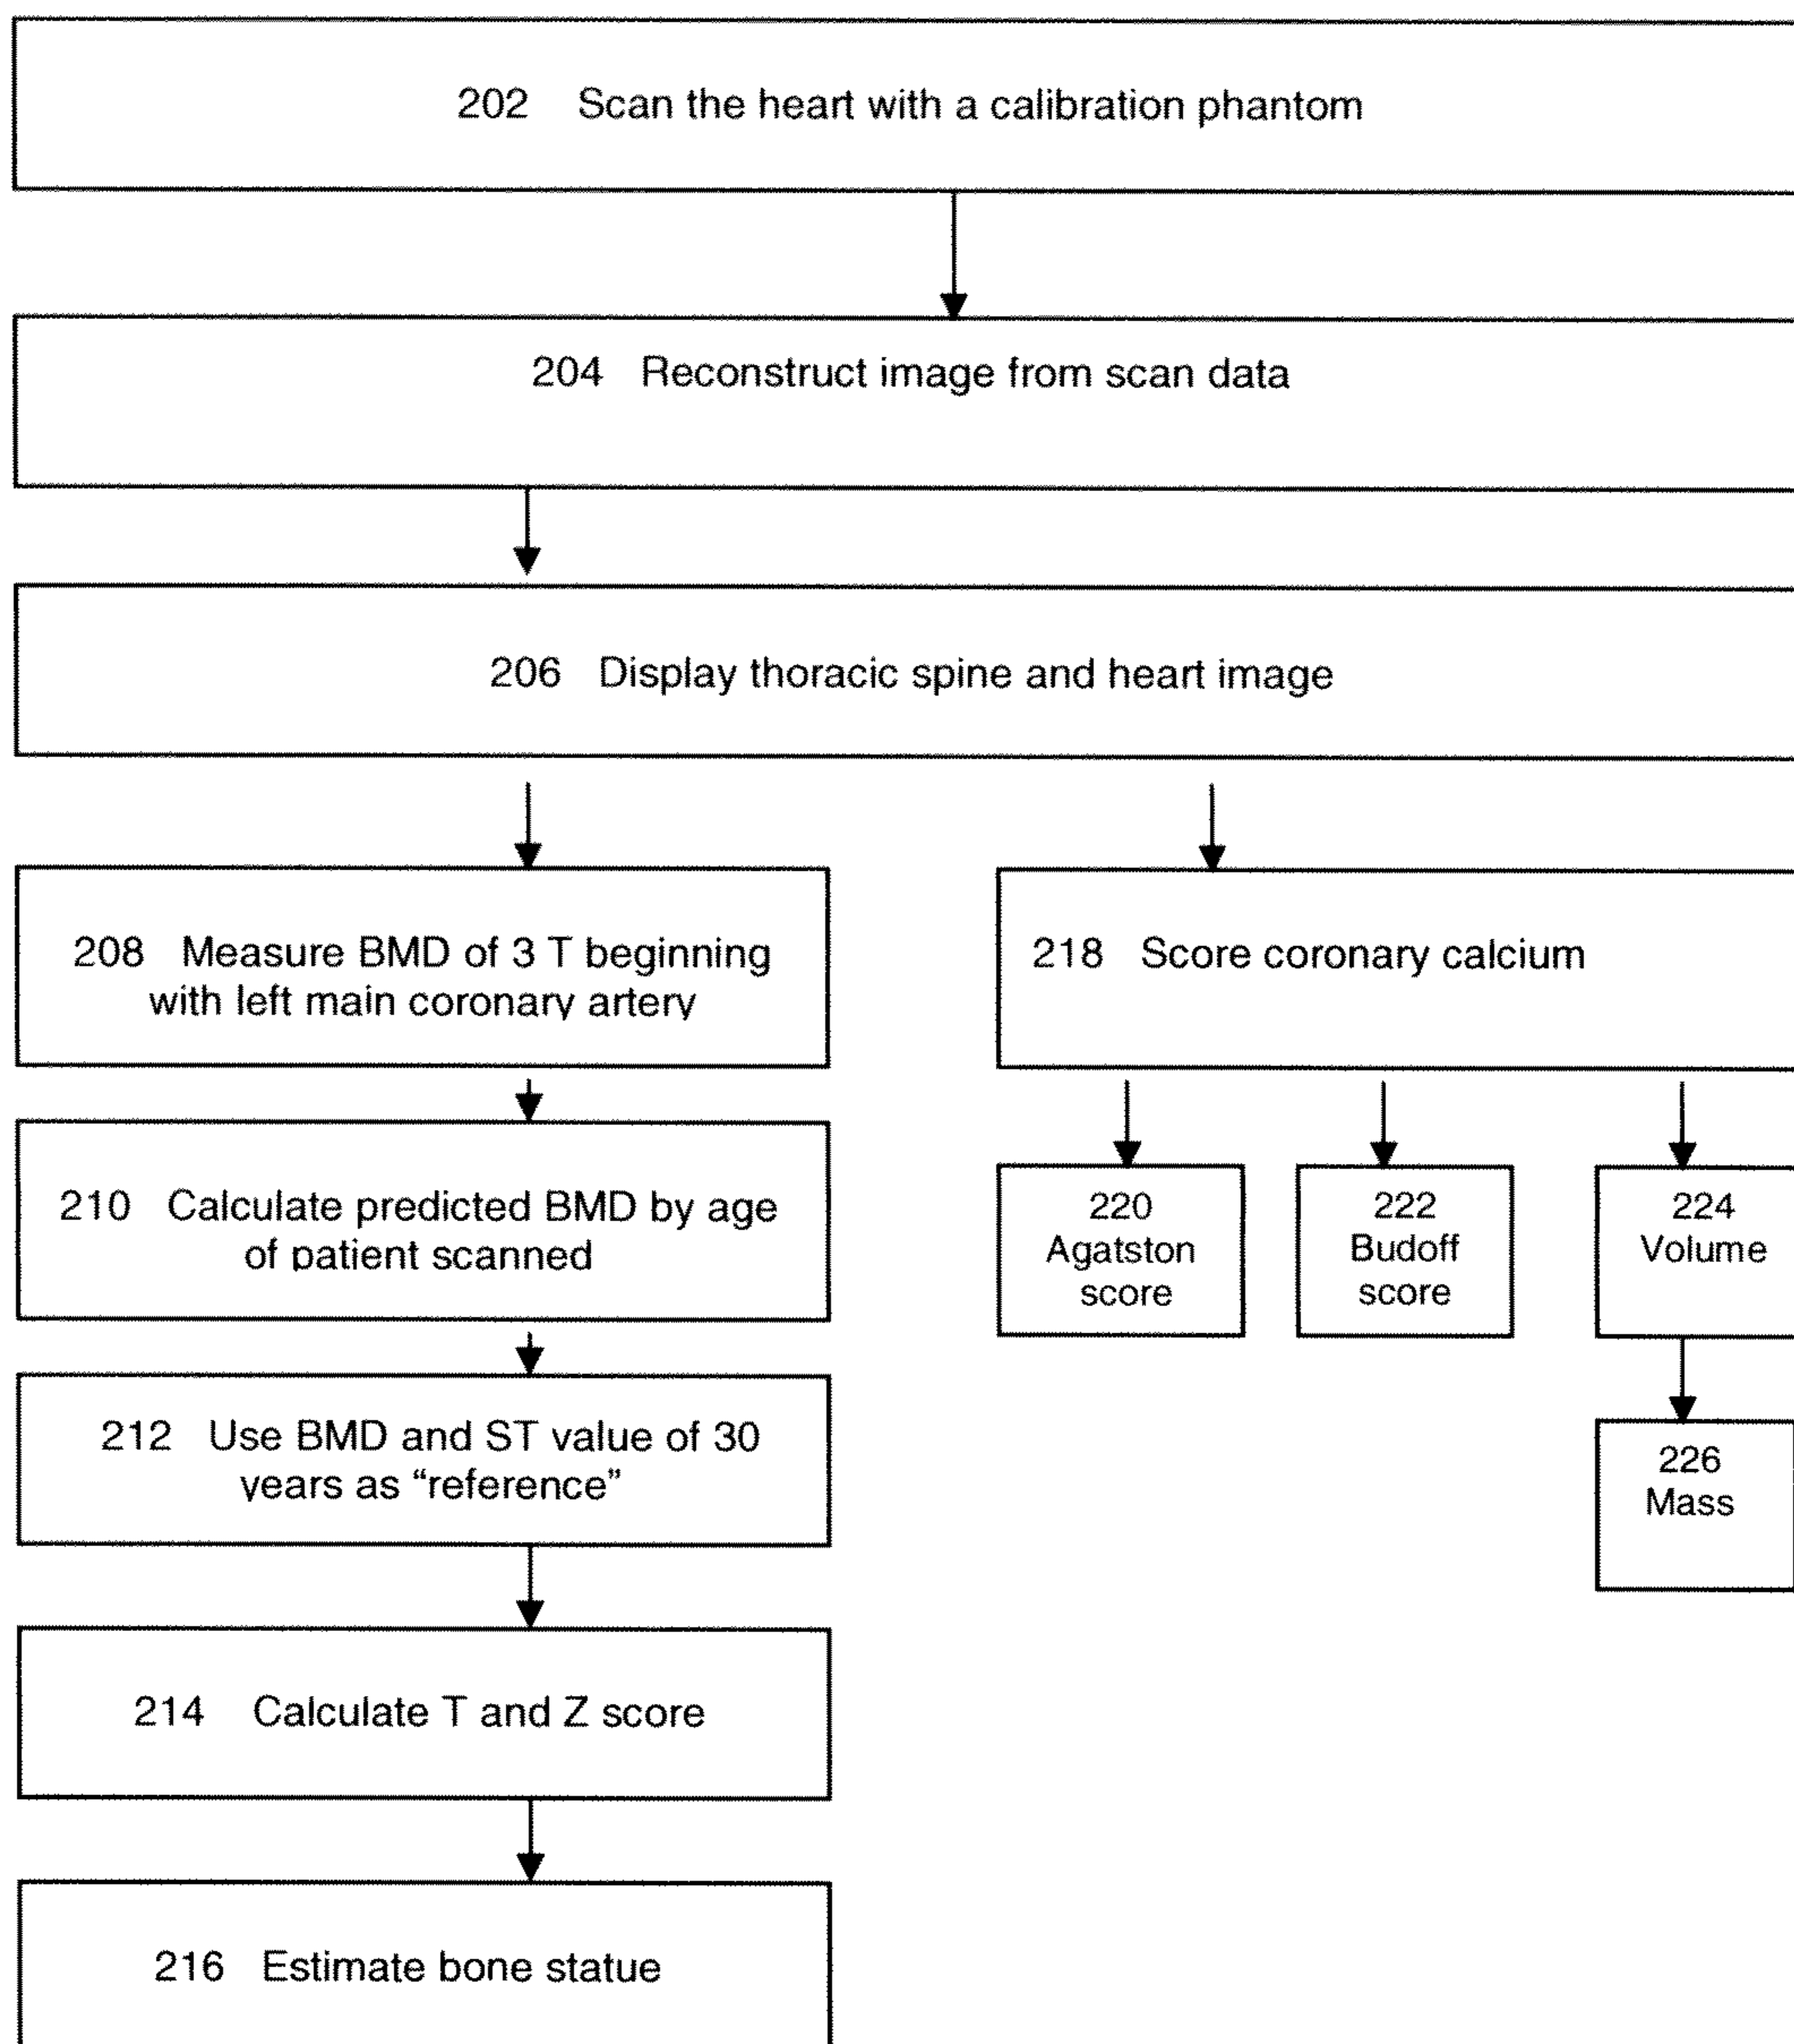 202 Scan the heart with a calibration phantom
204 Reconstruct image from scan data
206 Display thoracic spine and heart image
208 Measure BMD of 3 T beginning
with left main coronary artery
210 Calculate predicted BMD by age
of patient scanned
212 Use BMD and ST value of 30
years as “reference”
214 Calculate T and Z score
216 Estimate bone statue
218 Score coronary calcium
220
Agatston
score
222
Budoff
score
224
Volume
226
Mass